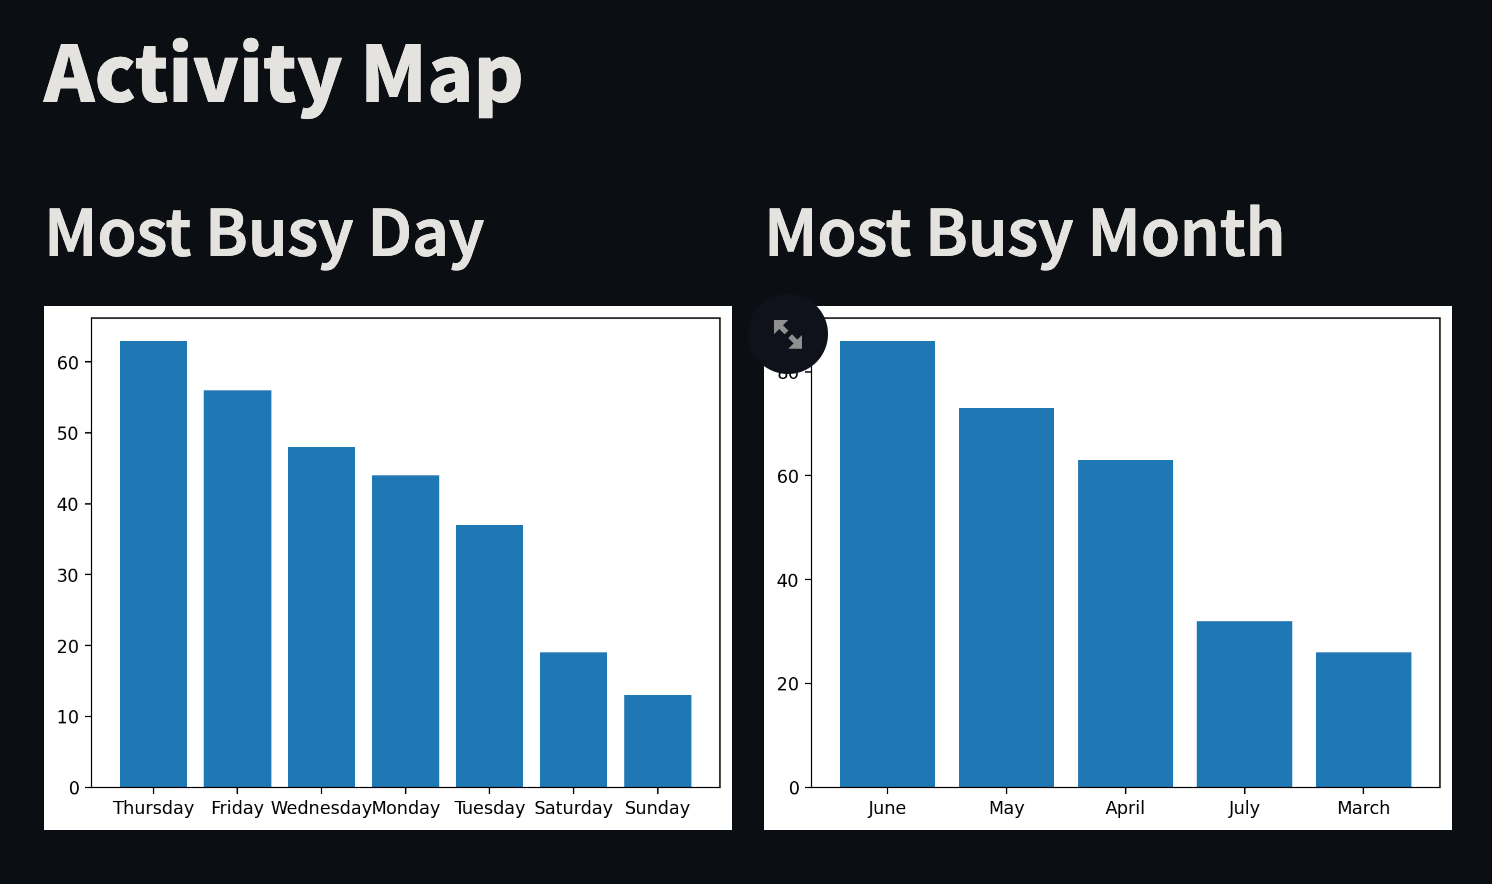 Activity Map
Most Busy Day
Most Busy Month
60
50
40
30
20
10
0
Thursday Friday Wednesday Monday Tuesday Saturday Sunday
80
60
40
20
0
June May April July March